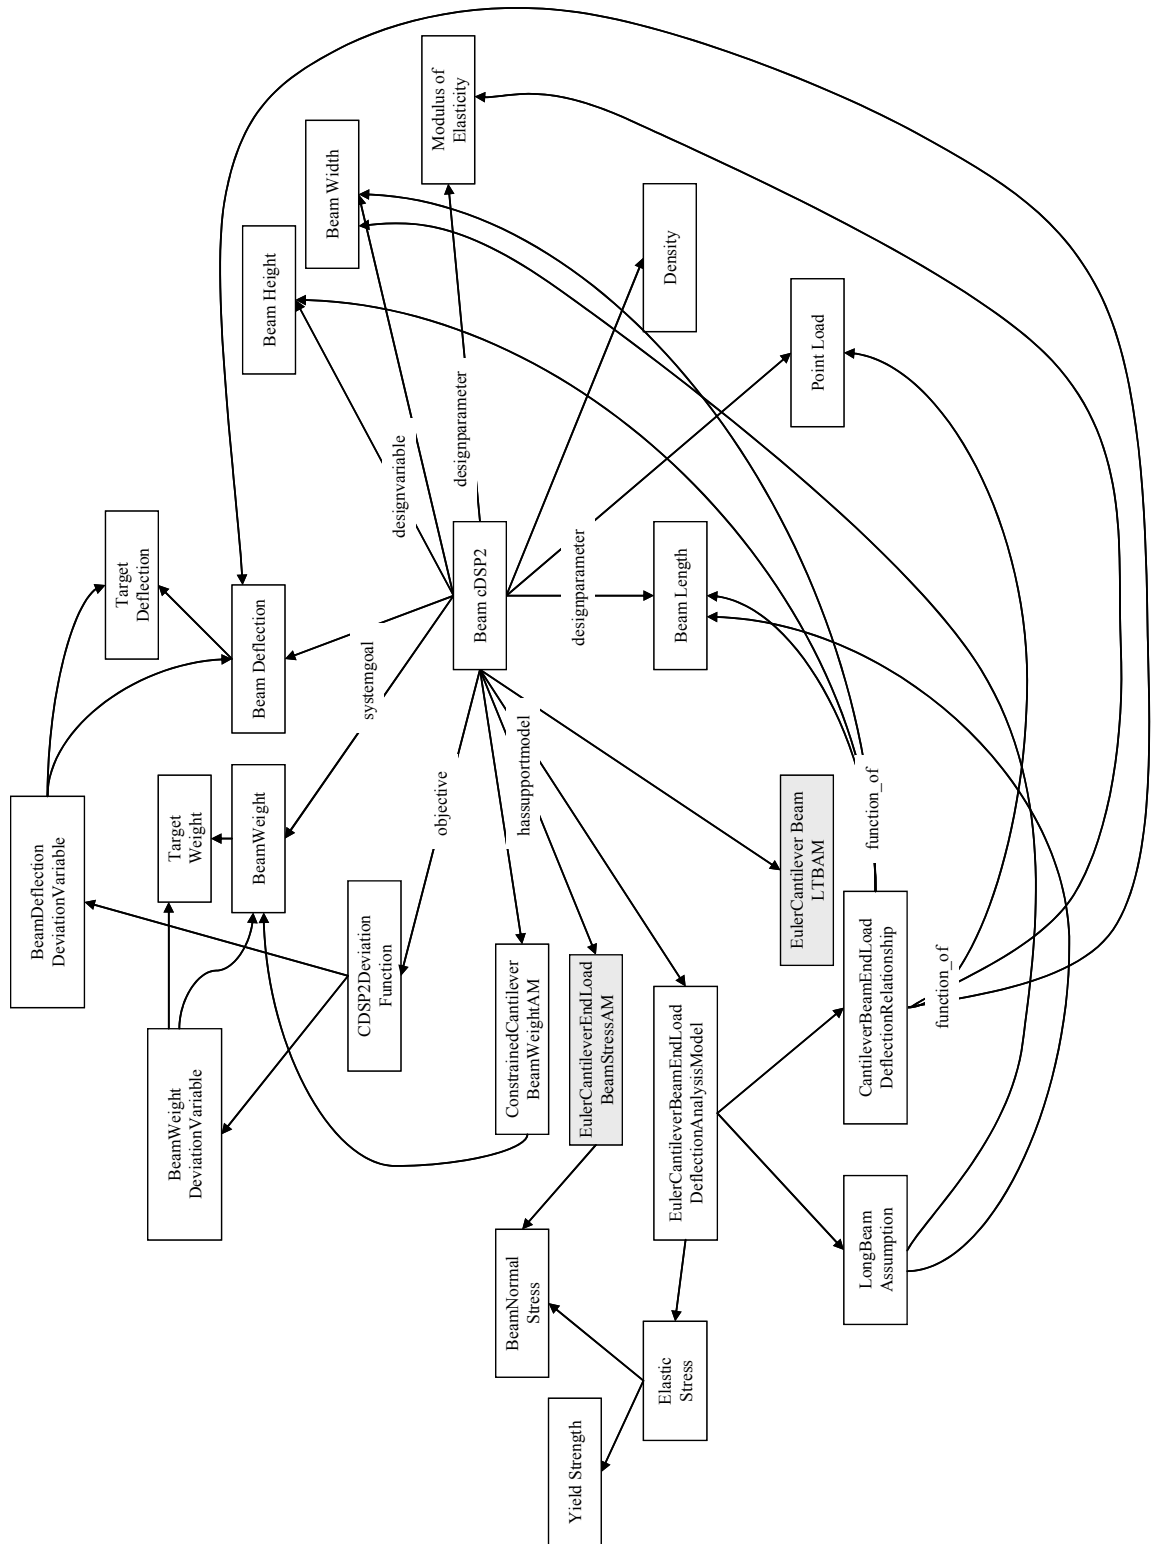 Modulus of
Elasticity
Beam Width
Beam Height
Density
Point Load
designparameter
designvariable
Target
Deflection
Beam Deflection
Beam cDSP2
designparameter
Beam Length
systemgoal
BeamDeflection
DeviationVariable
Target
Weight
BeamWeight
objective
hassupportmodel
EulerCantilever Beam
LTBAM
function_of
BeamWeight
DeviationVariable
CDSP2Deviation
Function
ConstrainedCantilever
BeamWeightAM
EulerCantileverEndLoad
BeamStressAM
EulerCantileverBeamEndLoad
DeflectionAnalysisModel
CantileverBeamEndLoad
DeflectionRelationship
function_of
BeamNormal
Stress
Elastic
Stress
LongBeam
Assumption
Yield Strength